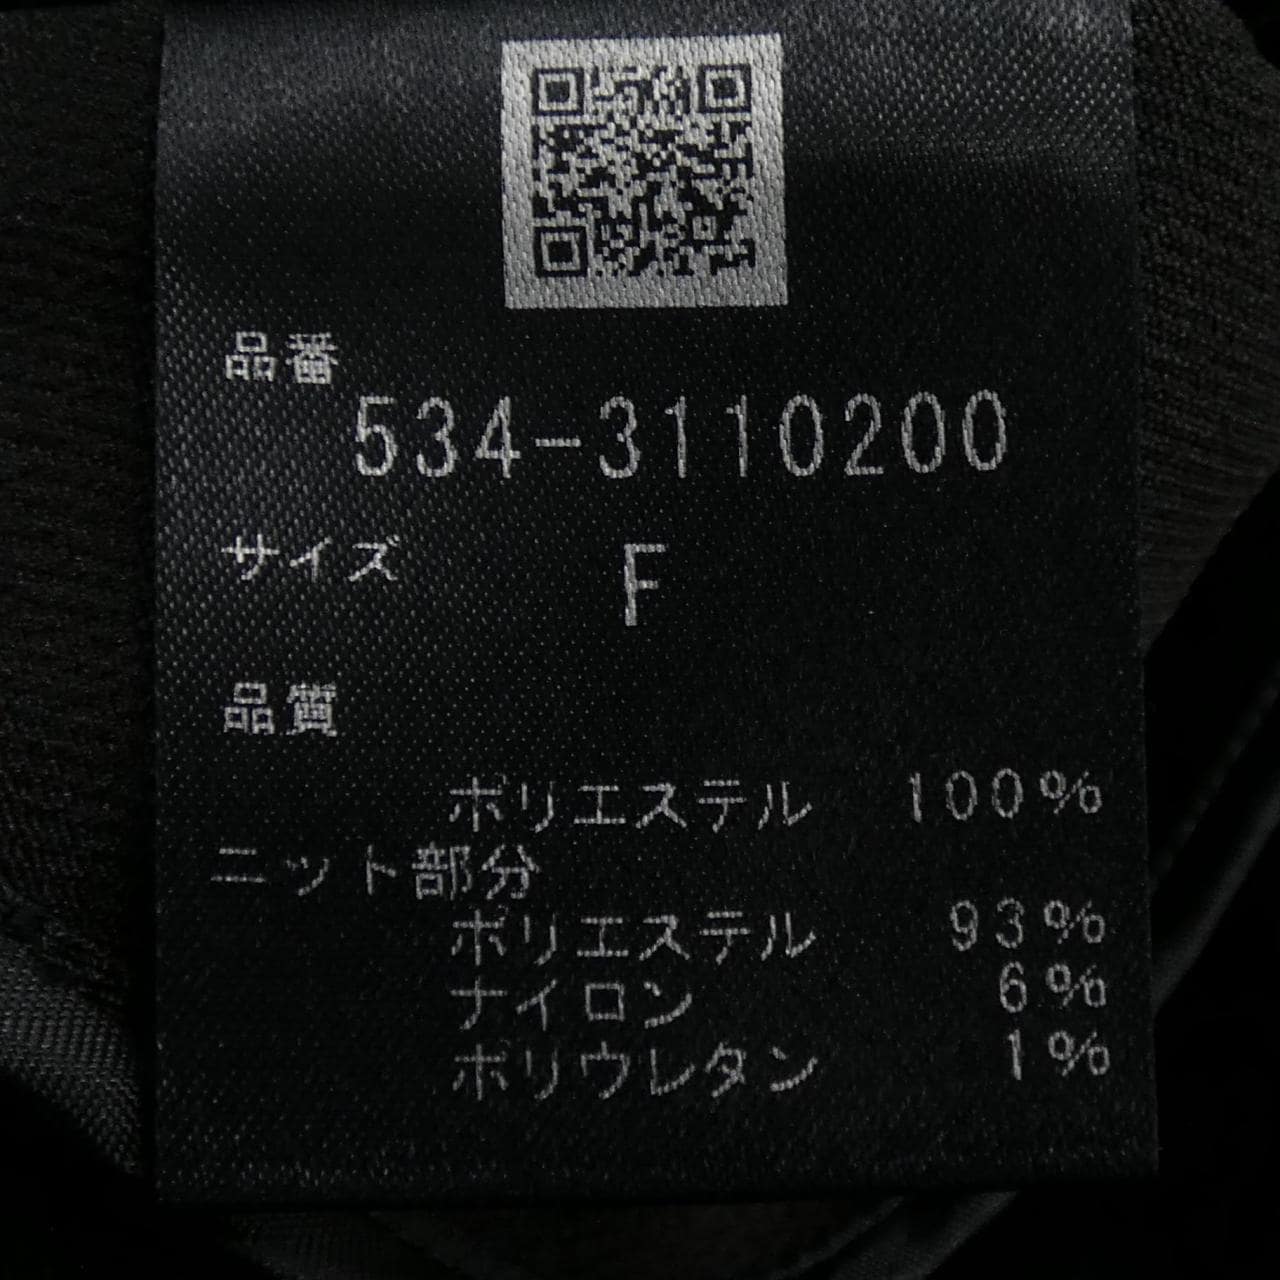 品番
534-3110200
サイズ F
品質
ポリエステル 100%
ニット部分
ポリエステル 93%
ナイロン 6%
ポリウレタン 1%